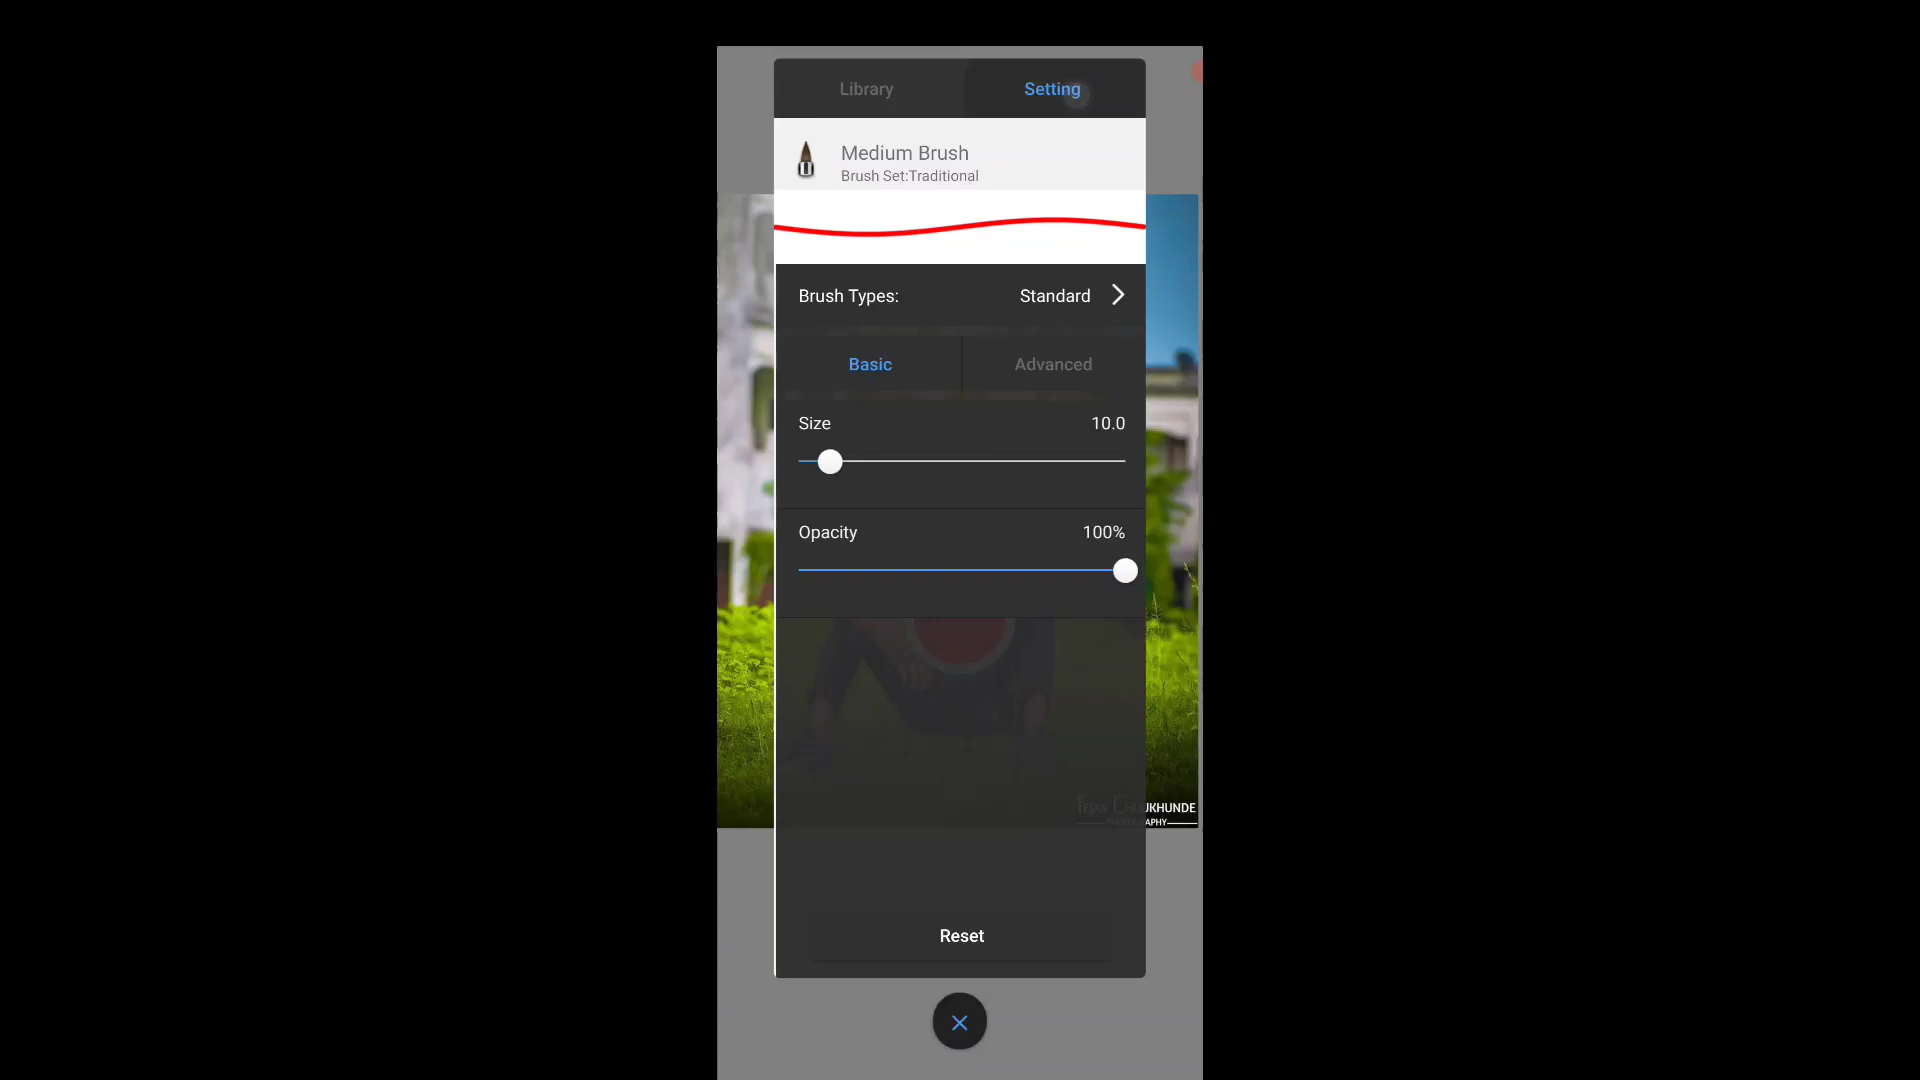 Library
Setting
Medium Brush
Brush Set:Traditional
Brush Types:
Standard
Basic
Advanced
Size
10.0
Opacity
100%
Reset